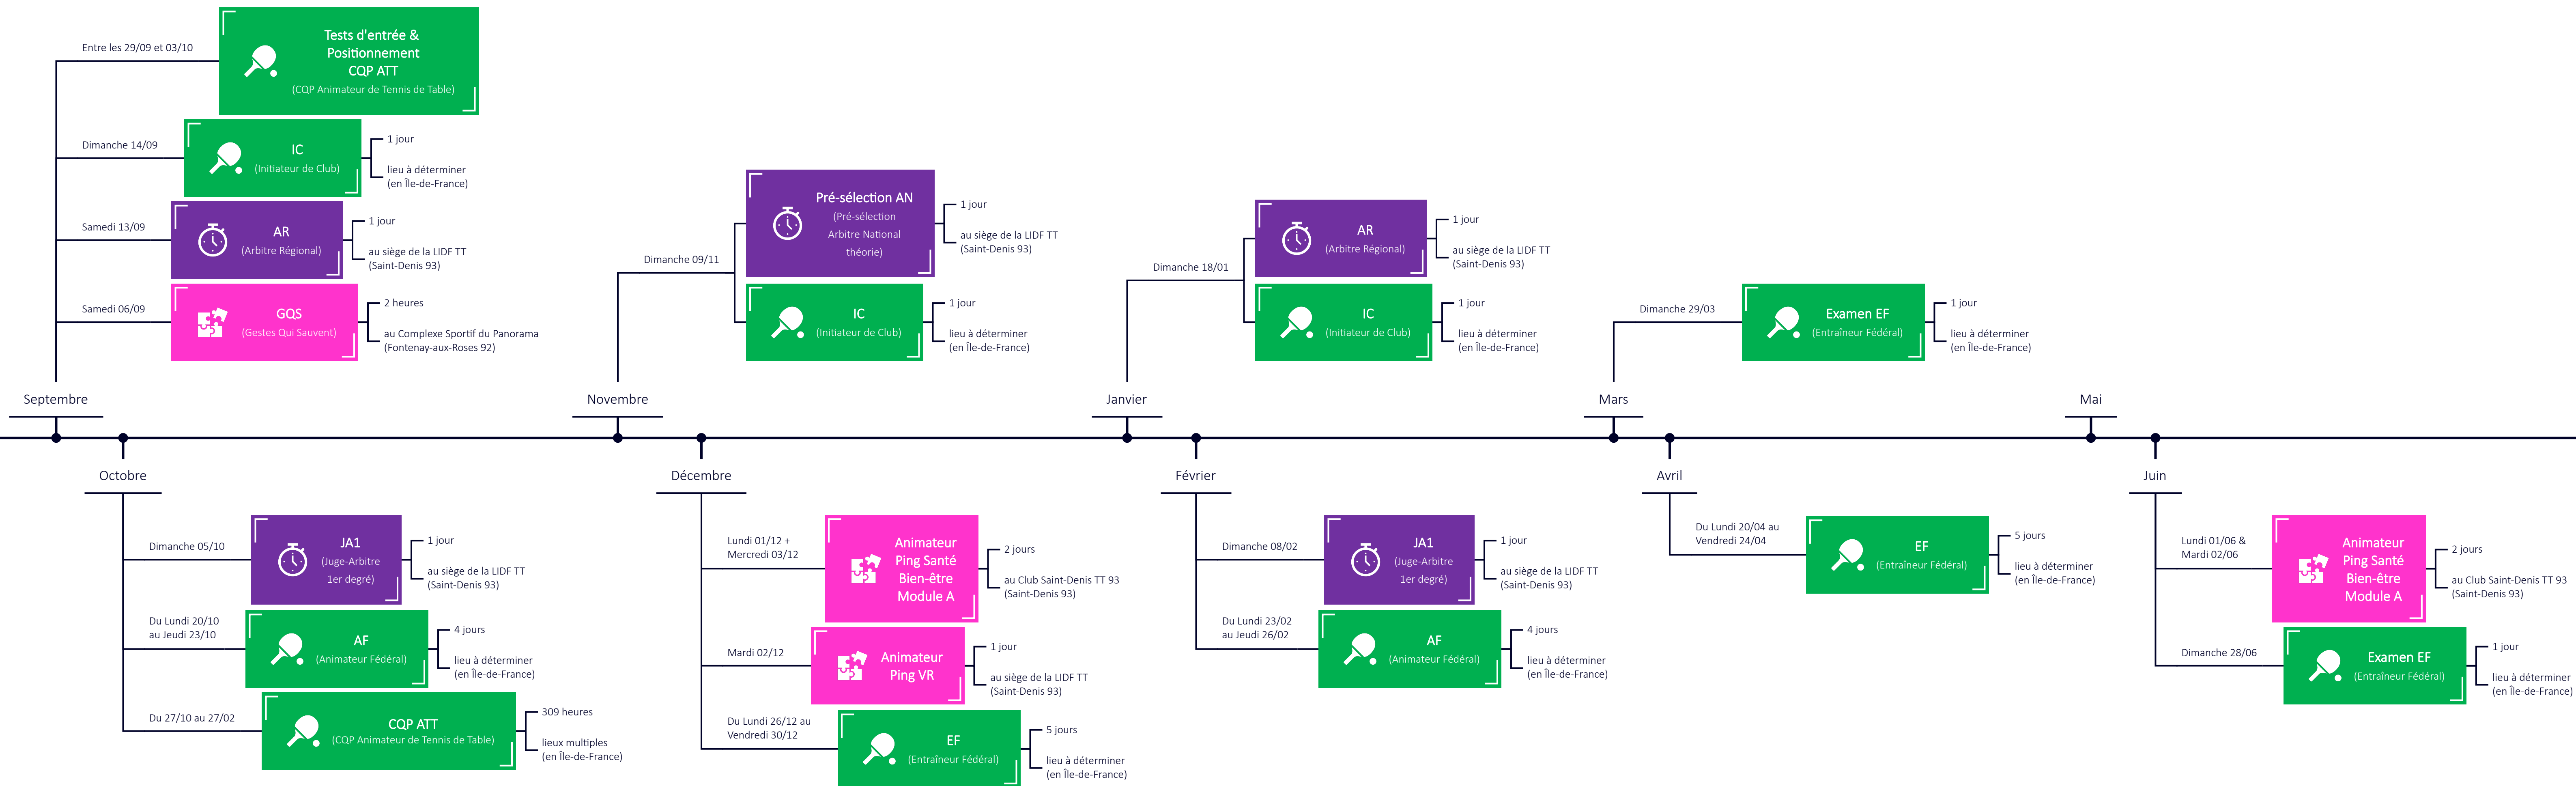 Entre les 29/09 et 03/10
Tests d'entrée &
Positionnement
CQP ATT
(CQP Animateur de Tennis de Table)
Dimanche 14/09
IC
(Initiateur de Club)
1 jour
lieu à déterminer
(en Île-de-France)
Samedi 13/09
AR
(Arbitre Régional)
1 jour
au siège de la LIDF TT
(Saint-Denis 93)
Samedi 06/09
GQS
(Gestes Qui Sauvent)
2 heures
au Complexe Sportif du Panorama
(Fontenay-aux-Roses 92)
Septembre
Dimanche 09/11
Pré-sélection AN
(Pré-sélection
Arbitre National
théorie)
1 jour
au siège de la LIDF TT
(Saint-Denis 93)
IC
(Initiateur de Club)
1 jour
lieu à déterminer
(en Île-de-France)
Novembre
Dimanche 18/01
AR
(Arbitre Régional)
1 jour
au siège de la LIDF TT
(Saint-Denis 93)
IC
(Initiateur de Club)
1 jour
lieu à déterminer
(en Île-de-France)
Janvier
Dimanche 29/03
Examen EF
(Entraîneur Fédéral)
1 jour
lieu à déterminer
(en Île-de-France)
Mars
Mai
Octobre
Dimanche 05/10
JA1
(Juge-Arbitre
1er degré)
1 jour
au siège de la LIDF TT
(Saint-Denis 93)
Du Lundi 20/10
au Jeudi 23/10
AF
(Animateur Fédéral)
4 jours
lieu à déterminer
(en Île-de-France)
Du 27/10 au 27/02
CQP ATT
(CQP Animateur de Tennis de Table)
309 heures
lieux multiples
(en Île-de-France)
Décembre
Lundi 01/12 +
Mercredi 03/12
Animateur
Ping Santé
Bien-être
Module A
2 jours
au Club Saint-Denis TT 93
(Saint-Denis 93)
Mardi 02/12
Animateur
Ping VR
1 jour
au siège de la LIDF TT
(Saint-Denis 93)
Du Lundi 26/12 au
Vendredi 30/12
EF
(Entraîneur Fédéral)
5 jours
lieu à déterminer
(en Île-de-France)
Février
Dimanche 08/02
JA1
(Juge-Arbitre
1er degré)
1 jour
au siège de la LIDF TT
(Saint-Denis 93)
Du Lundi 23/02
au Jeudi 26/02
AF
(Animateur Fédéral)
4 jours
lieu à déterminer
(en Île-de-France)
Avril
Du Lundi 20/04 au
Vendredi 24/04
EF
(Entraîneur Fédéral)
5 jours
lieu à déterminer
(en Île-de-France)
Juin
Lundi 01/06 &
Mardi 02/06
Animateur
Ping Santé
Bien-être
Module A
2 jours
au Club Saint-Denis TT 93
(Saint-Denis 93)
Dimanche 28/06
Examen EF
(Entraîneur Fédéral)
1 jour
lieu à déterminer
(en Île-de-France)